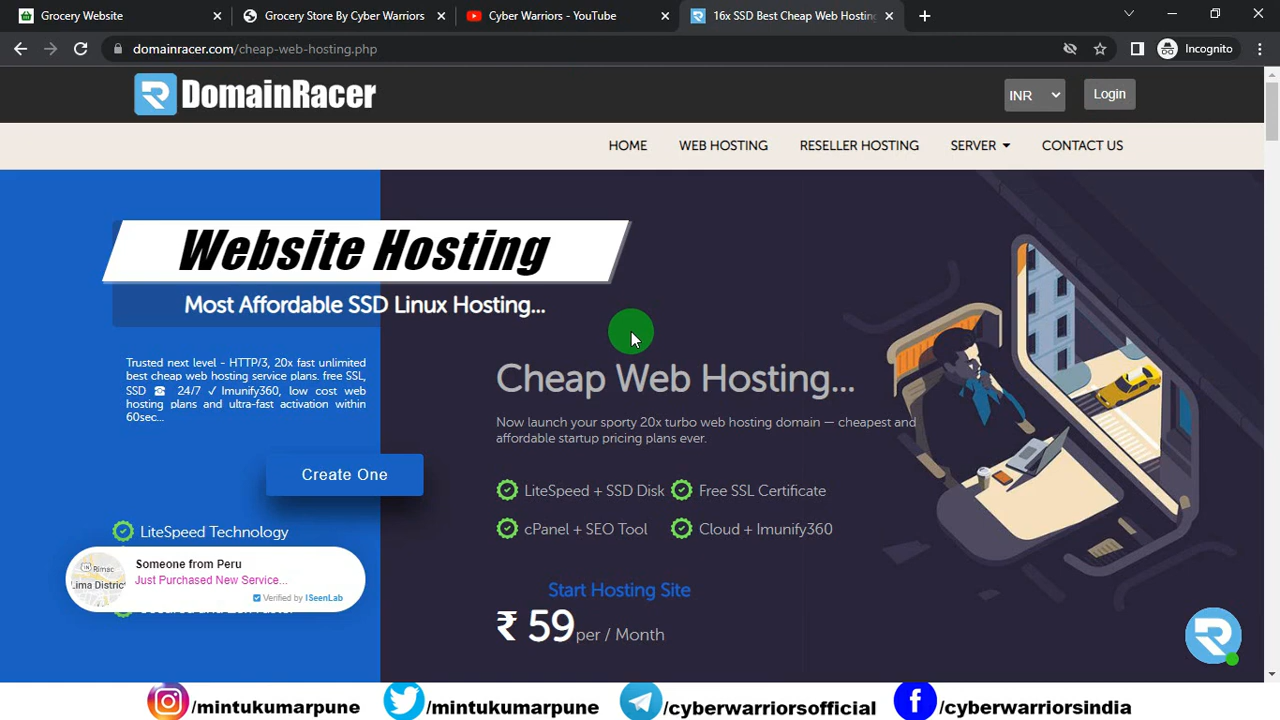 Grocery Website
Grocery Store By Cyber Warriors
Cyber Warriors - YouTube
16x SSD Best Cheap Web Hosting
domainracer.com/cheap-web-hosting.php
Incognito
DomainRacer
INR
Login
HOME
WEB HOSTING
RESELLER HOSTING
SERVER
CONTACT US
Website Hosting
Most Affordable SSD Linux Hosting...
Trusted next level - HTTP/3, 20x fast unlimited
best cheap web hosting service plans. free SSL,
SSD ☎ 24/7 ✓ Imunify360, low cost web
hosting plans and ultra-fast activation within
60sec...
Create One
LiteSpeed Technology
Cheap Web Hosting...
Now launch your sporty 20x turbo web hosting domain — cheapest and
affordable startup pricing plans ever.
LiteSpeed + SSD Disk
Free SSL Certificate
cPanel + SEO Tool
Cloud + Imunify360
Start Hosting Site
₹ 59 per / Month
Rímac
Lima District
Someone from Peru
Just Purchased New Service...
Verified by ISeenLab
/mintukumarpune
/mintukumarpune
/cyberwarriorsofficial
/cyberwarriorsindia